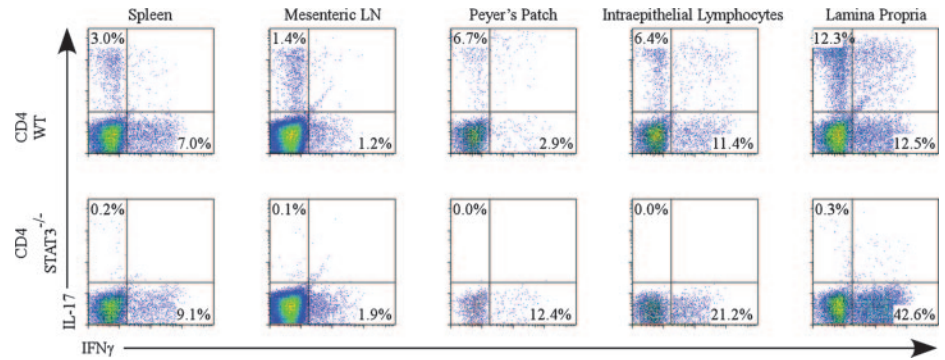 Spleen
Mesenteric LN
Peyer's Patch
Intraepithelial Lymphocytes
Lamina Propria
3.0%
1.4%
6.7%
6.4%
12.3%
CD4
WT
7.0%
1.2%
2.9%
11.4%
12.5%
0.2%
0.1%
0.0%
0.0%
0.3%
CD4
STAT3-/-
9.1%
1.9%
12.4%
21.2%
42.6%
IL-17
IFNγ